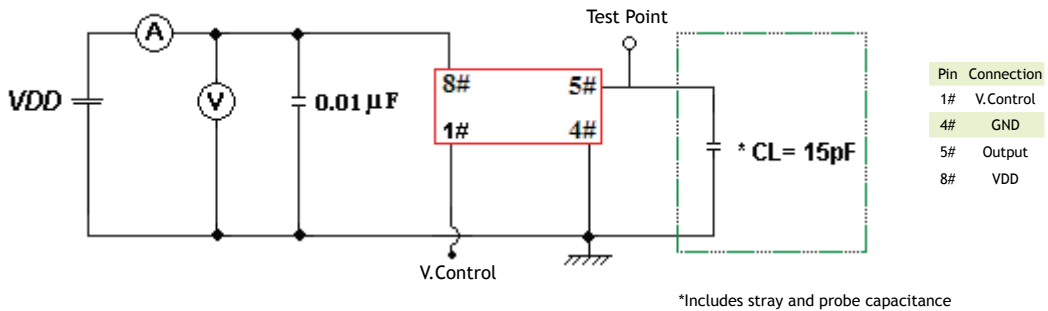 Test Point
A
VDD
V
0.01μF
8# 5#
1# 4#
* CL= 15pF
V.Control
*Includes stray and probe capacitance
Pin Connection
1# V.Control
4# GND
5# Output
8# VDD